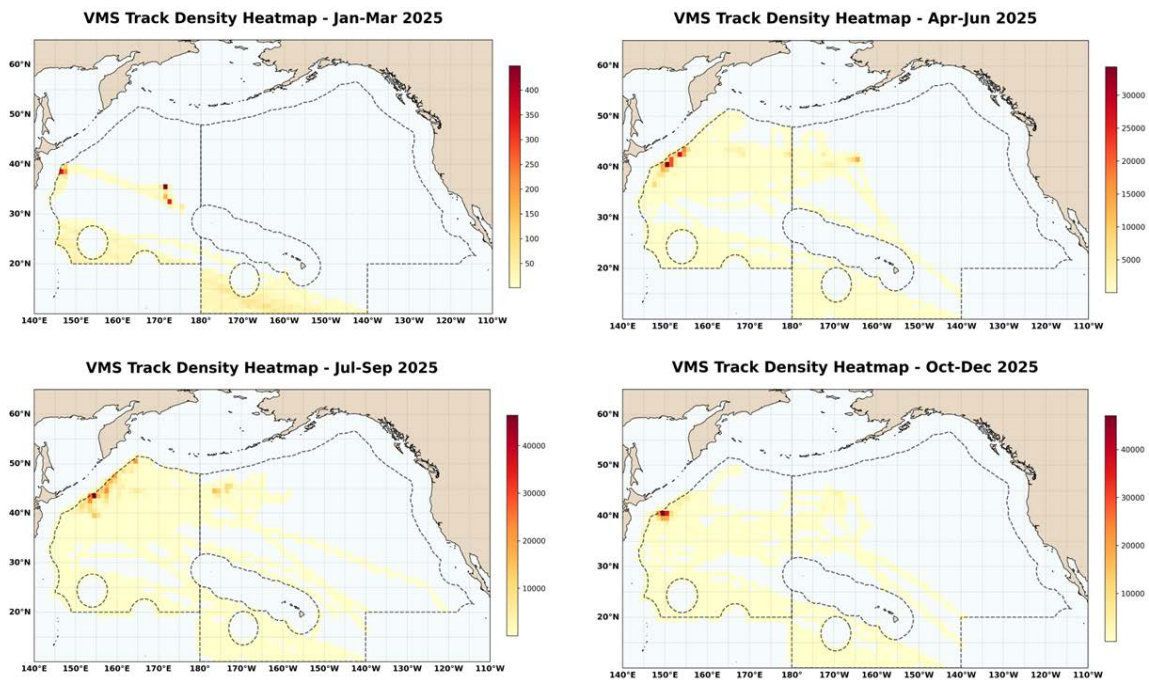 VMS Track Density Heatmap - Jan-Mar 2025
60°N
50°N
40°N
30°N
20°N
140°E 150°E 160°E 170°E 180° 170°W 160°W 150°W 140°W 130°W 120°W 110°W
400
350
300
250
200
150
100
50
VMS Track Density Heatmap - Apr-Jun 2025
60°N
50°N
40°N
30°N
20°N
140°E 150°E 160°E 170°E 180° 170°W 160°W 150°W 140°W 130°W 120°W 110°W
30000
25000
20000
15000
10000
5000
VMS Track Density Heatmap - Jul-Sep 2025
60°N
50°N
40°N
30°N
20°N
140°E 150°E 160°E 170°E 180° 170°W 160°W 150°W 140°W 130°W 120°W 110°W
40000
30000
20000
10000
VMS Track Density Heatmap - Oct-Dec 2025
60°N
50°N
40°N
30°N
20°N
140°E 150°E 160°E 170°E 180° 170°W 160°W 150°W 140°W 130°W 120°W 110°W
40000
30000
20000
10000